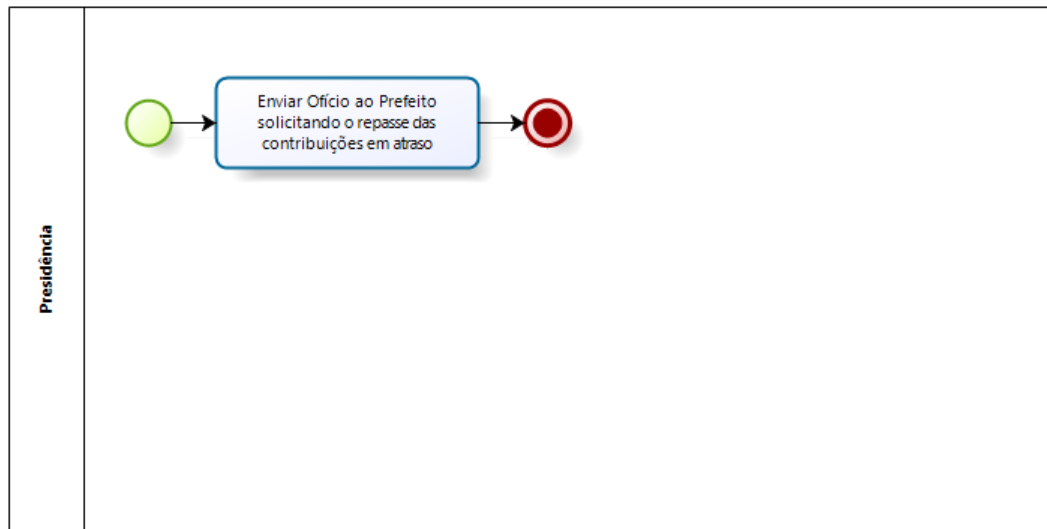 Enviar Ofício ao Prefeito
solicitando o repasse das
contribuições em atraso
Presidência